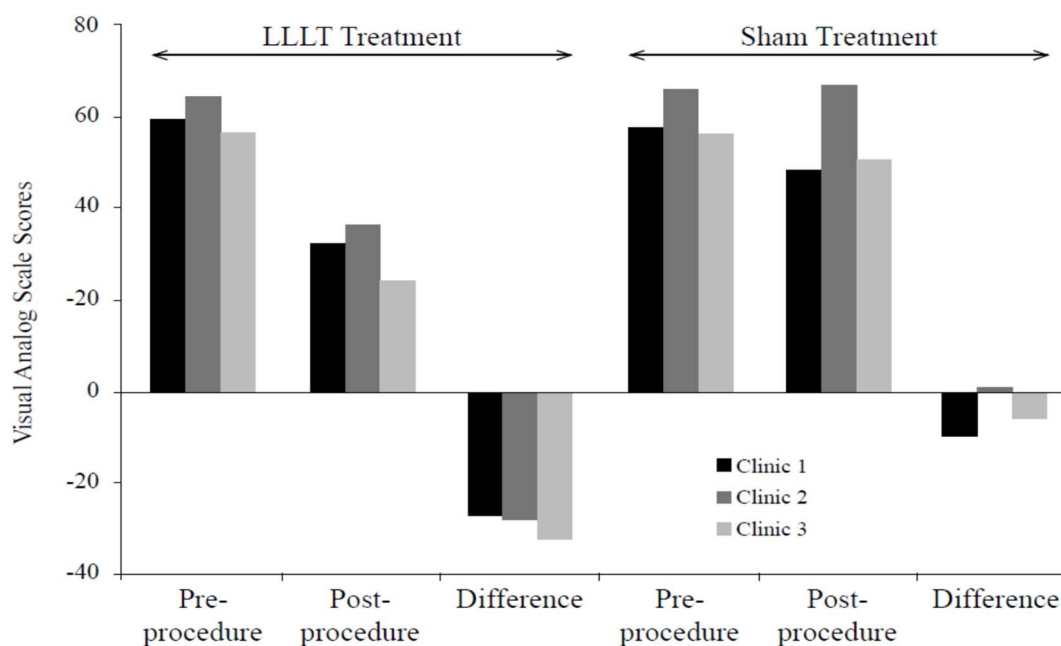 80
LLLT Treatment
Sham Treatment
60
40
-20
0
-20
-40
Visual Analog Scale Scores
Clinic 1
Clinic 2
Clinic 3
Pre-
procedure
Post-
procedure
Difference
Pre-
procedure
Post-
procedure
Difference